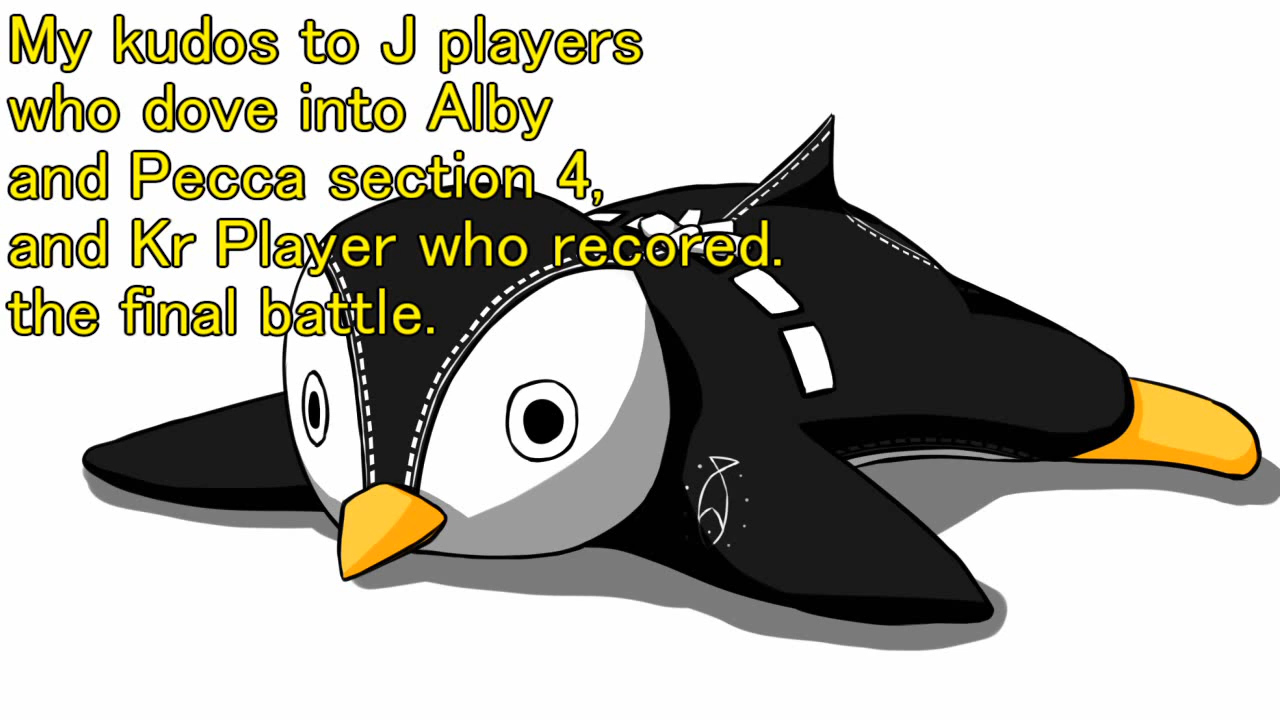 My kudos to J players
who dove into Alby
and Pecca section 4,
and Kr Player who recored.
the final battle.